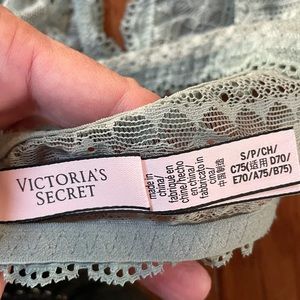 VICTORIA'S
SECRET
made in
china/
fabriqué en
chine/hecho
en china/
fabbricato in
cina/
中国制造
S/P/CH/
C75(适用 D70/
E70/A75/B75)